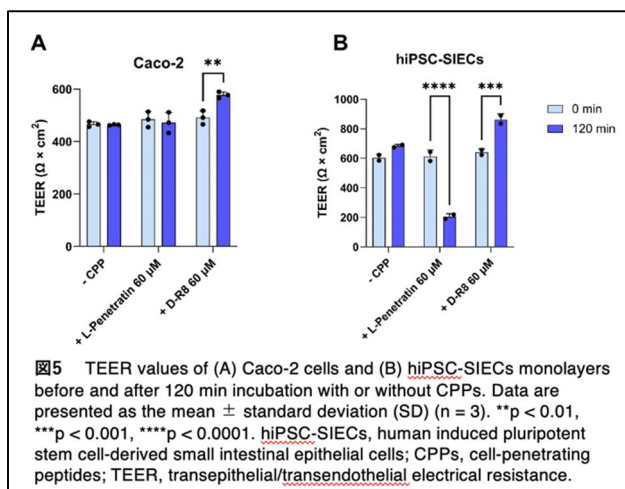 A
Caco-2
**
TEER (Ω × cm²)
600
400
200
0
- CPP
+ L-Penetratin 60 μM
+ D-R8 60 μM
B
hiPSC-SIECs
****
***
TEER (Ω × cm²)
1000
800
600
400
200
0
- CPP
+ L-Penetratin 60 μM
+ D-R8 60 μM
0 min
120 min
図5 TEER values of (A) Caco-2 cells and (B) hiPSC-SIECs monolayers
before and after 120 min incubation with or without CPPs. Data are
presented as the mean ± standard deviation (SD) (n = 3). **p < 0.01,
***p < 0.001, ****p < 0.0001. hiPSC-SIECs, human induced pluripotent
stem cell-derived small intestinal epithelial cells; CPPs, cell-penetrating
peptides; TEER, transepithelial/transendothelial electrical resistance.